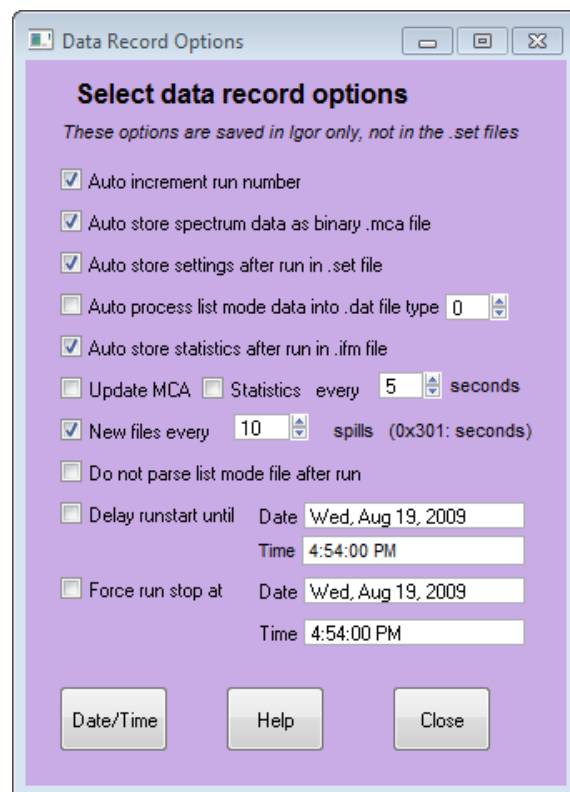 Data Record Options
Select data record options
These options are saved in Igor only, not in the .set files
Auto increment run number
Auto store spectrum data as binary .mca file
Auto store settings after run in .set file
Auto process list mode data into .dat file type 0
Auto store statistics after run in .ifm file
Update MCA Statistics every 5 seconds
New files every 10 spills (0x301: seconds)
Do not parse list mode file after run
Delay runstart until Date Wed, Aug 19, 2009
Time 4:54:00 PM
Force run stop at Date Wed, Aug 19, 2009
Time 4:54:00 PM
Date/Time Help Close